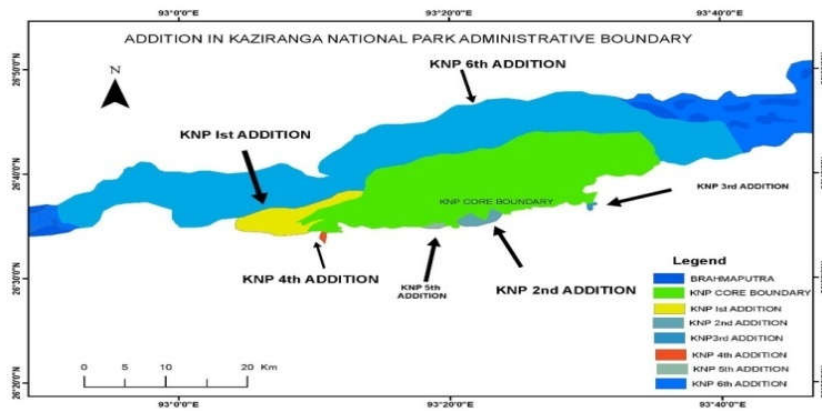 93°0'0"E 93°20'0"E 93°40'0"E
ADDITION IN KAZIRANGA NATIONAL PARK ADMINISTRATIVE BOUNDARY
KNP 6th ADDITION
N
26°50'0"N
KNP Ist ADDITION
26°40'0"N
KNP 3rd ADDITION
KNP CORE BOUNDARY
KNP 4th ADDITION
KNP 5th
ADDITION
KNP 2nd ADDITION
26°30'0"N
Legend
BRAHMAPUTRA
KNP CORE BOUNDARY
KNP Ist ADDITION
KNP 2nd ADDITION
KNP3rd ADDITION
KNP 4th ADDITION
KNP 5th ADDITION
KNP 6th ADDITION
0 5 10 20 Km
26°20'0"N
93°0'0"E 93°20'0"E 93°40'0"E